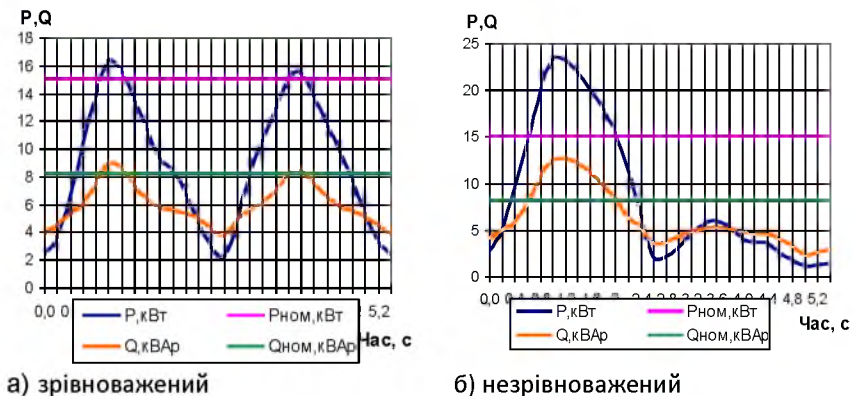 P,Q
18
16
14
12
10
8
6
4
2
0
0,0
5,2
Час, с
P,кВт
Pном,кВт
Q,кВАр
Qном,кВАр
а) зрівноважений
P,Q
25
20
15
10
5
0
0,0
4,8 5,2
Час, с
P,кВт
Pном,кВт
Q,кВАр
Qном,кВАр
б) незрівноважений